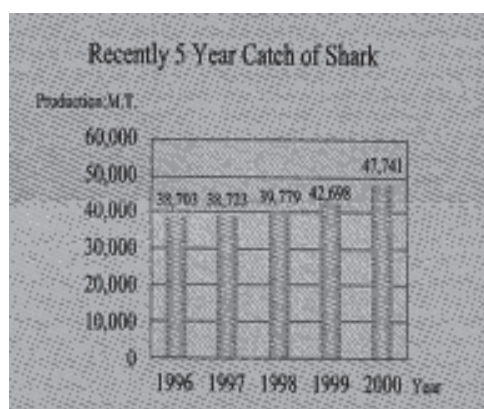 Recently 5 Year Catch of Shark
Production:M.T.
60,000
47,741
50,000
38,703 38,723 39,779 42,698
40,000
30,000
20,000
10,000
0
1996 1997 1998 1999 2000 Year